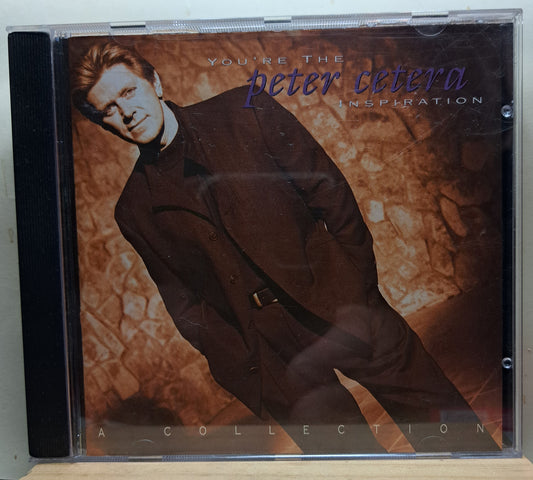 YOU'RE THE
peter cetera
INSPIRATION
A COLLECTION